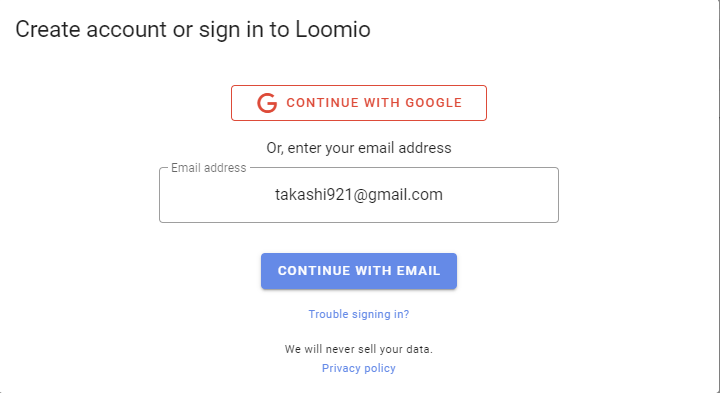 Create account or sign in to Loomio
CONTINUE WITH GOOGLE
Or, enter your email address
Email address
takashi921@gmail.com
CONTINUE WITH EMAIL
Trouble signing in?
We will never sell your data.
Privacy policy